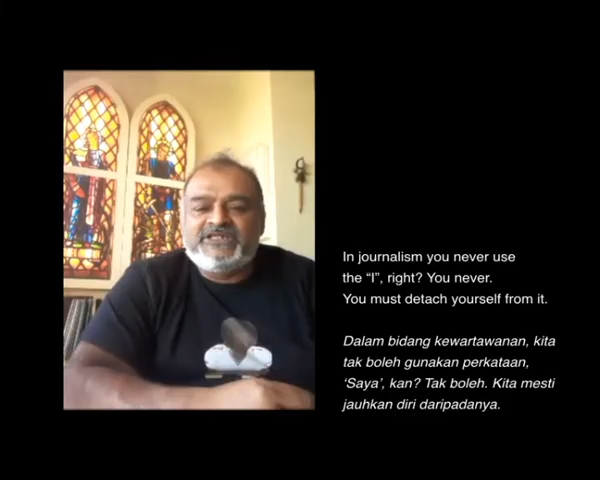 In journalism you never use
the “I”, right? You never.
You must detach yourself from it.
Dalam bidang kewartawanan, kita
tak boleh gunakan perkataan,
‘Saya’, kan? Tak boleh. Kita mesti
jauhkan diri daripadanya.